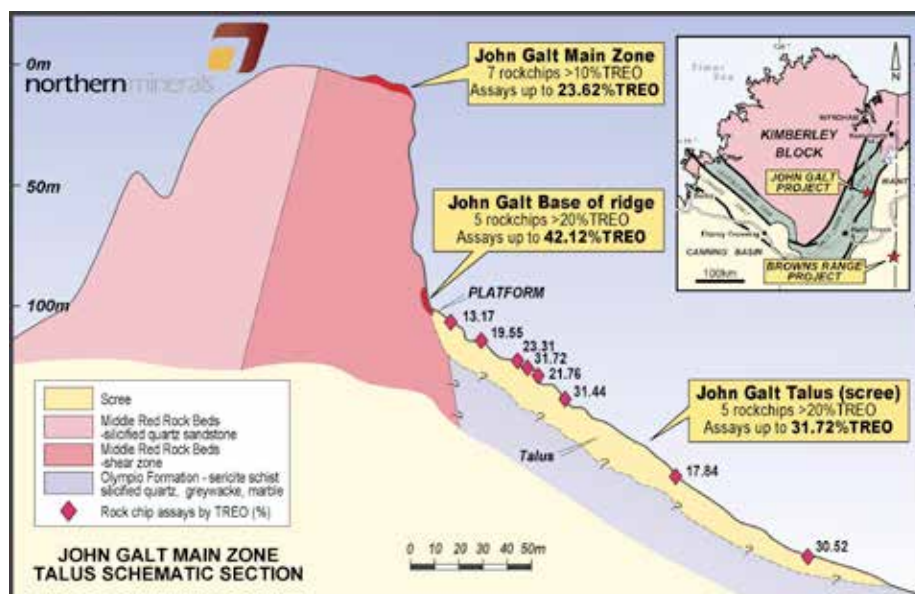 northernminerals
0m
50m
100m
John Galt Main Zone
7 rockchips >10%TREO
Assays up to 23.62%TREO
John Galt Base of ridge
5 rockchips >20%TREO
Assays up to 42.12%TREO
PLATFORM
13.17
19.55
23.31
31.72
21.76
31.44
John Galt Talus (scree)
5 rockchips >20%TREO
Assays up to 31.72%TREO
Talus
17.84
30.52
?
?
?
?
?
?
KIMBERLEY
BLOCK
WYNDHAM
JOHN GALT
PROJECT
CANNING BASIN
BROWNS RANGE
PROJECT
100km
N
Scree
Middle Red Rock Beds
-silicified quartz sandstone
Middle Red Rock Beds
-shear zone
Olympio Formation - sericite schist
silicified quartz, greywacke, marble
Rock chip assays by TREO (%)
JOHN GALT MAIN ZONE
TALUS SCHEMATIC SECTION
0 10 20 30 40 50m